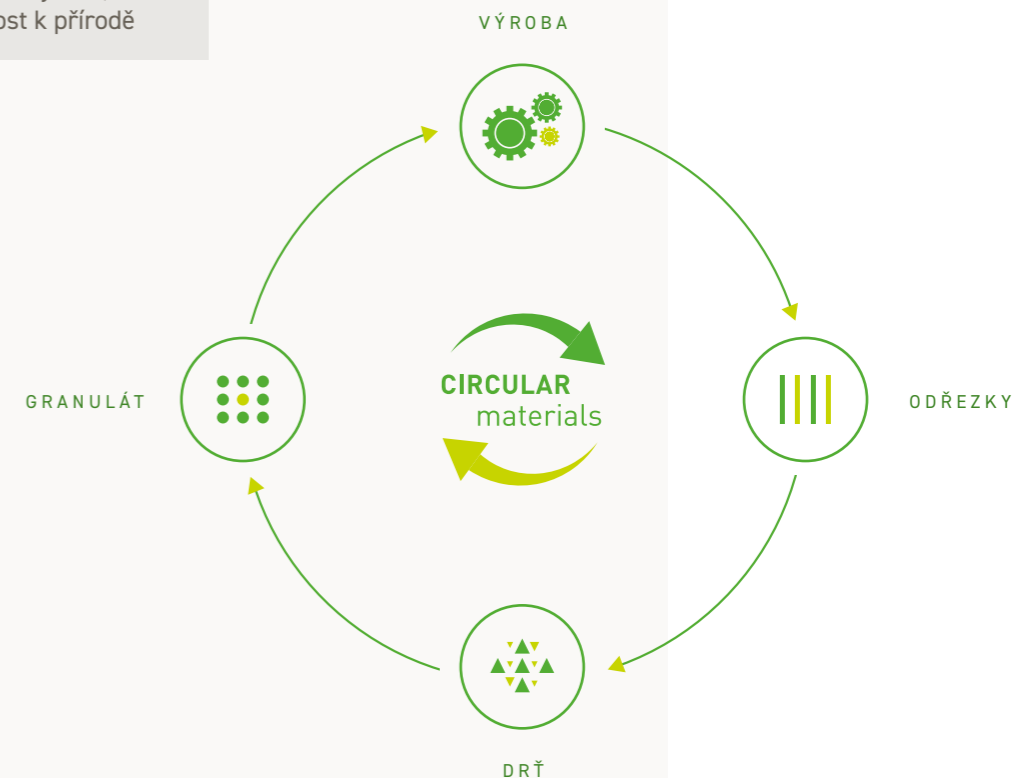 ost k přírodě
VÝROBA
GRANULÁT
CIRCULAR
materials
ODŘEZKY
DRŤ